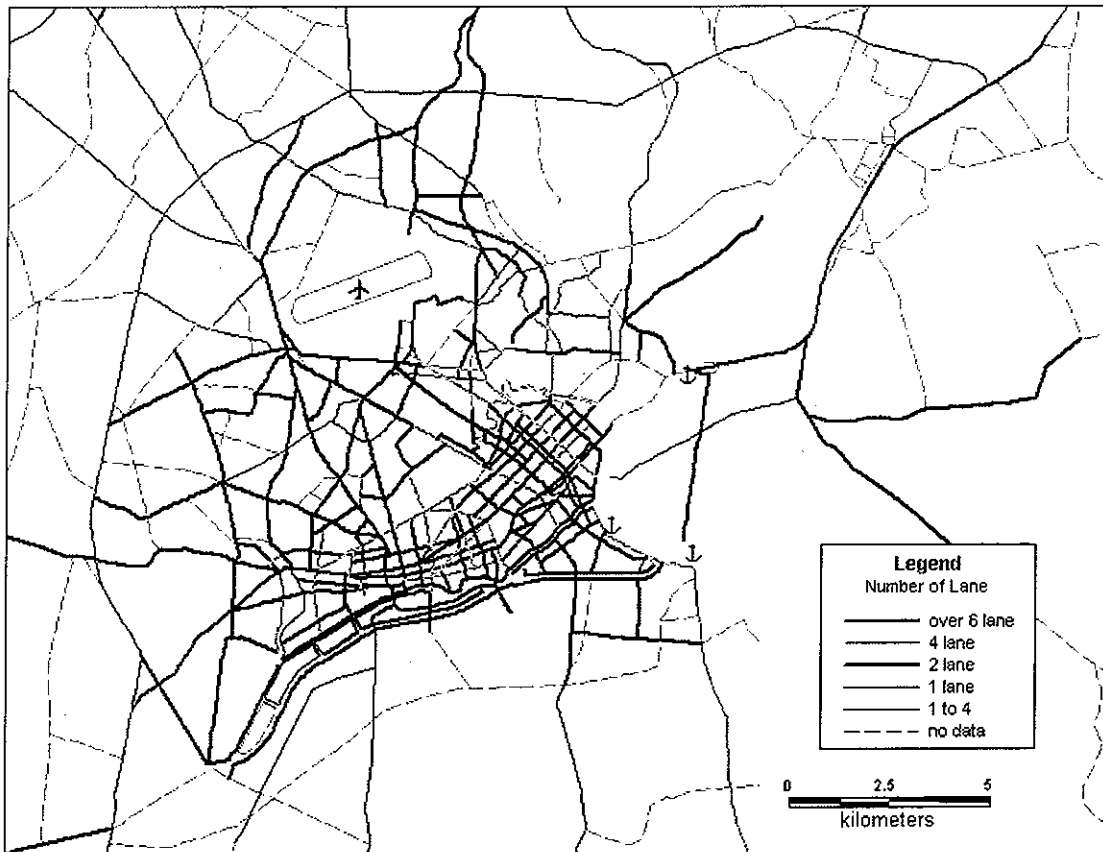 Legend
Number of Lane
over 6 lane
4 lane
2 lane
1 lane
1 to 4
no data
0 2.5 5
kilometers